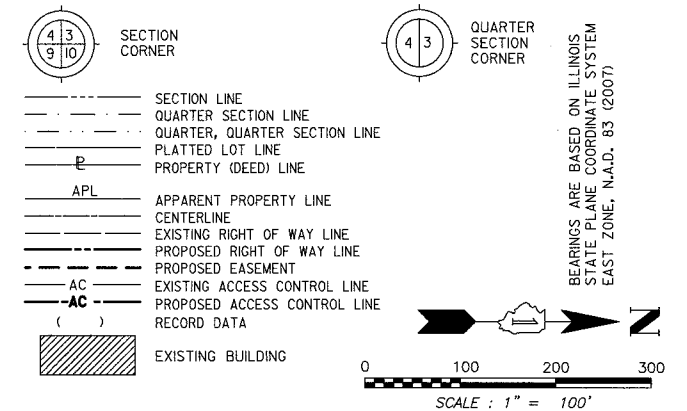 4 3
9 10
SECTION
CORNER
4 3
QUARTER
SECTION
CORNER
SECTION LINE
QUARTER SECTION LINE
QUARTER, QUARTER SECTION LINE
PLATTED LOT LINE
PROPERTY (DEED) LINE
APL
APPARENT PROPERTY LINE
CENTERLINE
EXISTING RIGHT OF WAY LINE
PROPOSED RIGHT OF WAY LINE
PROPOSED EASEMENT
AC EXISTING ACCESS CONTROL LINE
AC PROPOSED ACCESS CONTROL LINE
( ) RECORD DATA
EXISTING BUILDING
BEARINGS ARE BASED ON ILLINOIS
STATE PLANE COORDINATE SYSTEM
EAST ZONE, N.A.D. 83 (2007)
N
0 100 200 300
SCALE : 1" = 100'